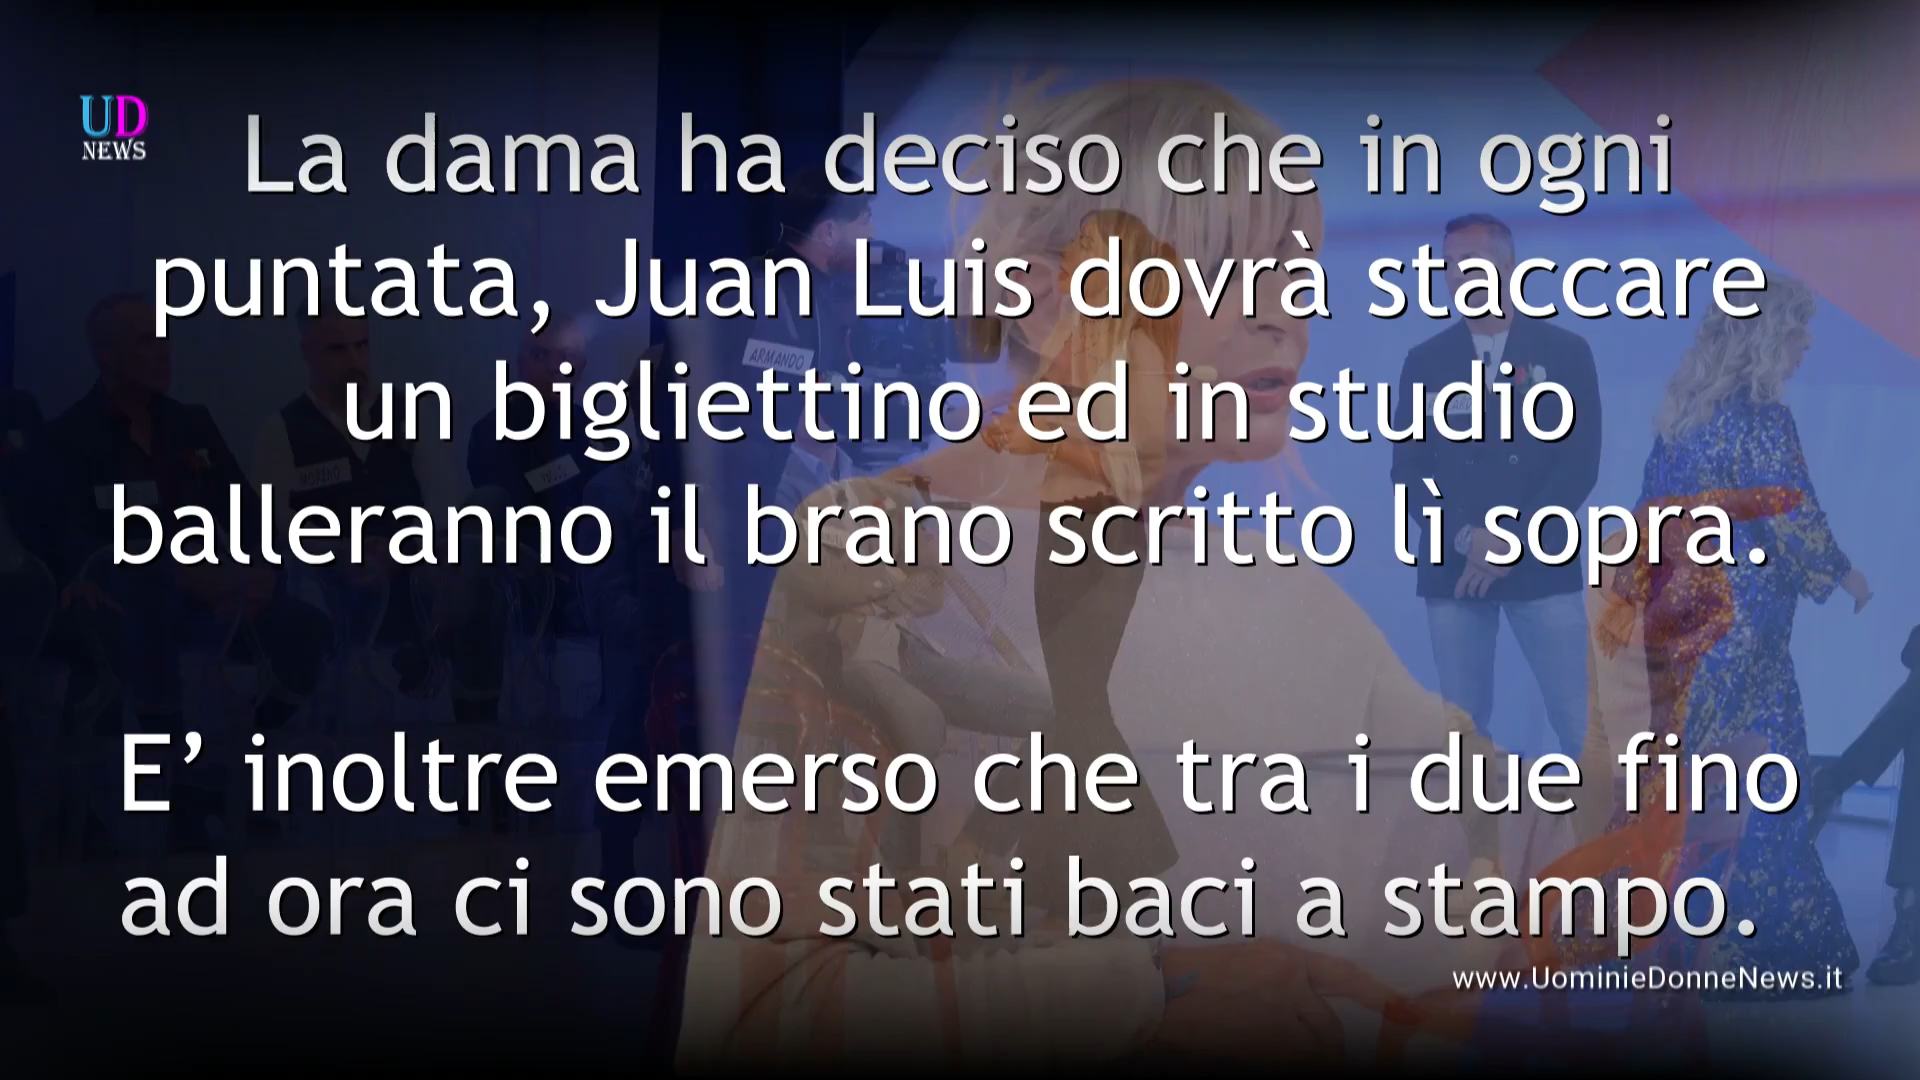 UD
NEWS
La dama ha deciso che in ogni
puntata, Juan Luis dovrà staccare
un bigliettino ed in studio
balleranno il brano scritto lì sopra.
ARMANDO
E’ inoltre emerso che tra i due fino
ad ora ci sono stati baci a stampo.
www.UominieDonneNews.it